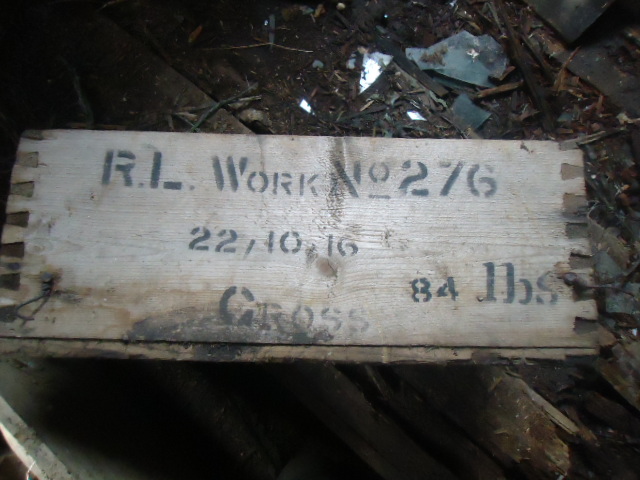 R.L. WORK No 276
22,10,16
GROSS 84 lbs